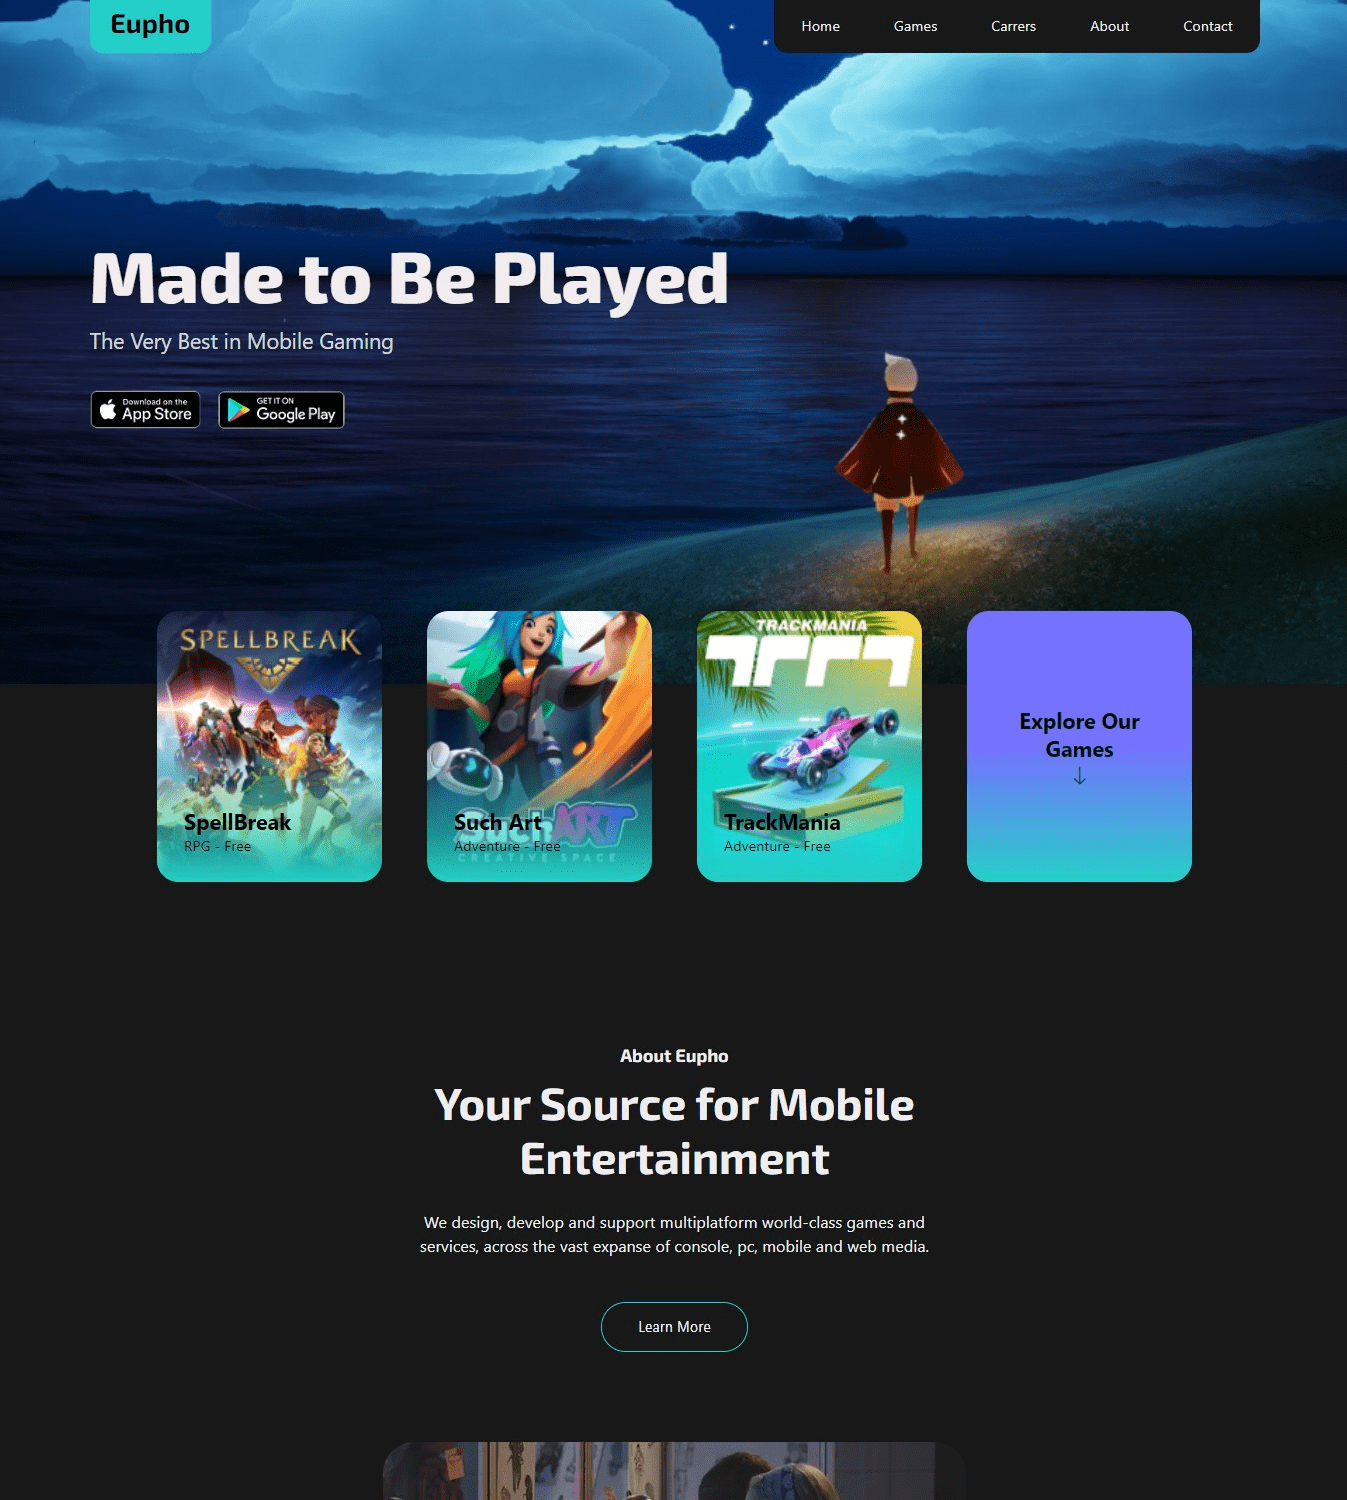 Eupho
Home Games Carrers About Contact
Made to Be Played
The Very Best in Mobile Gaming
Download on the
App Store
GET IT ON
Google Play
SPELLBREAK
SpellBreak
RPG - Free
SuchART
CREATIVE SPACE
Such Art
Adventure - Free
TRACKMANIA
TrackMania
Adventure - Free
Explore Our
Games
About Eupho
Your Source for Mobile
Entertainment
We design, develop and support multiplatform world-class games and
services, across the vast expanse of console, pc, mobile and web media.
Learn More